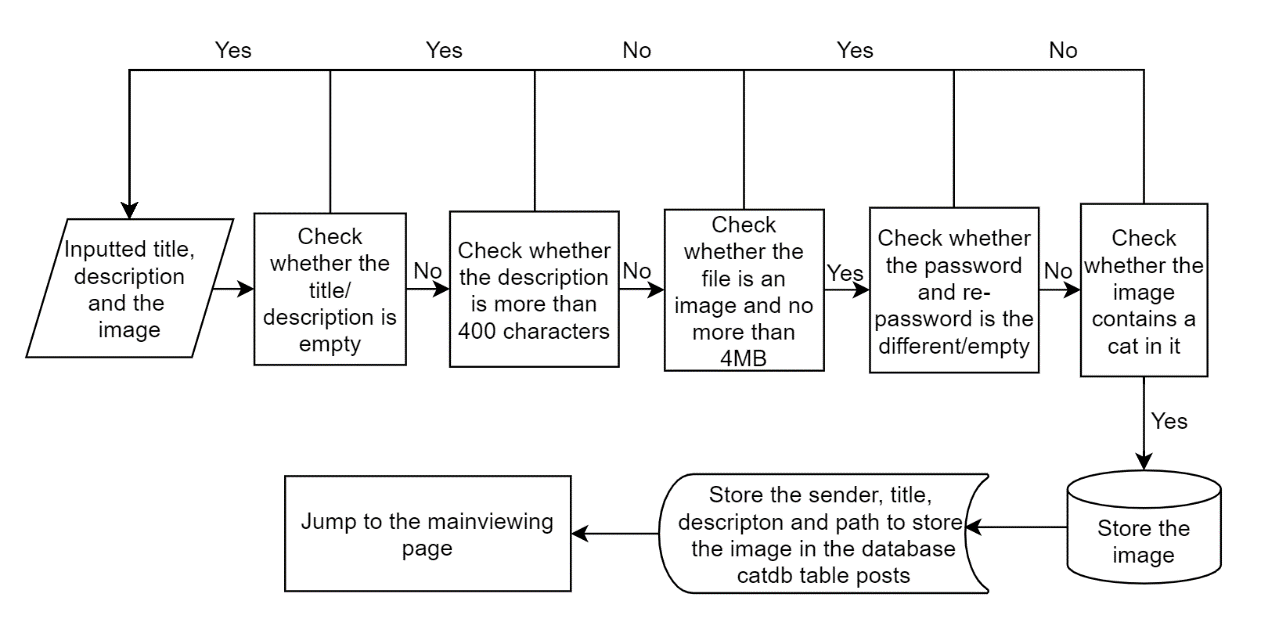 Yes
Yes
No
Yes
No
Inputted title,
description
and the
image
Check
whether the
title/
description is
empty
No
Check whether
the description
is more than
400 characters
No
Check
whether the
file is an
image and no
more than
4MB
Yes
Check whether
the password
and re-
password is the
different/empty
No
Check
whether the
image
contains a
cat in it
Yes
Store the
image
Store the sender, title,
descripton and path to store
the image in the database
catdb table posts
Jump to the mainviewing
page